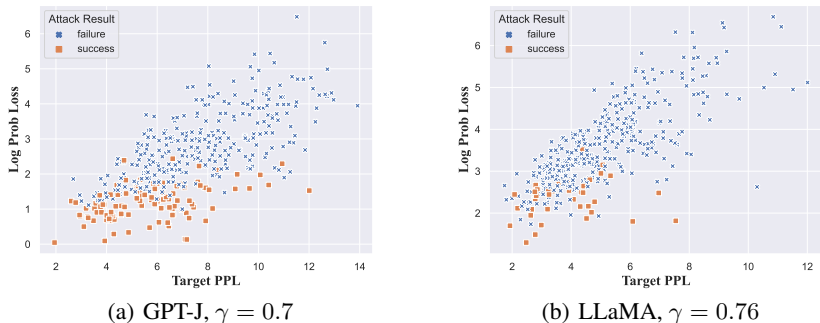 Attack Result
failure
success
Log Prob Loss
6
5
4
3
2
1
0
2
4
6
8
10
12
14
Target PPL
(a) GPT-J, γ = 0.7
Attack Result
failure
success
Log Prob Loss
6
5
4
3
2
2
4
6
8
10
12
Target PPL
(b) LLaMA, γ = 0.76